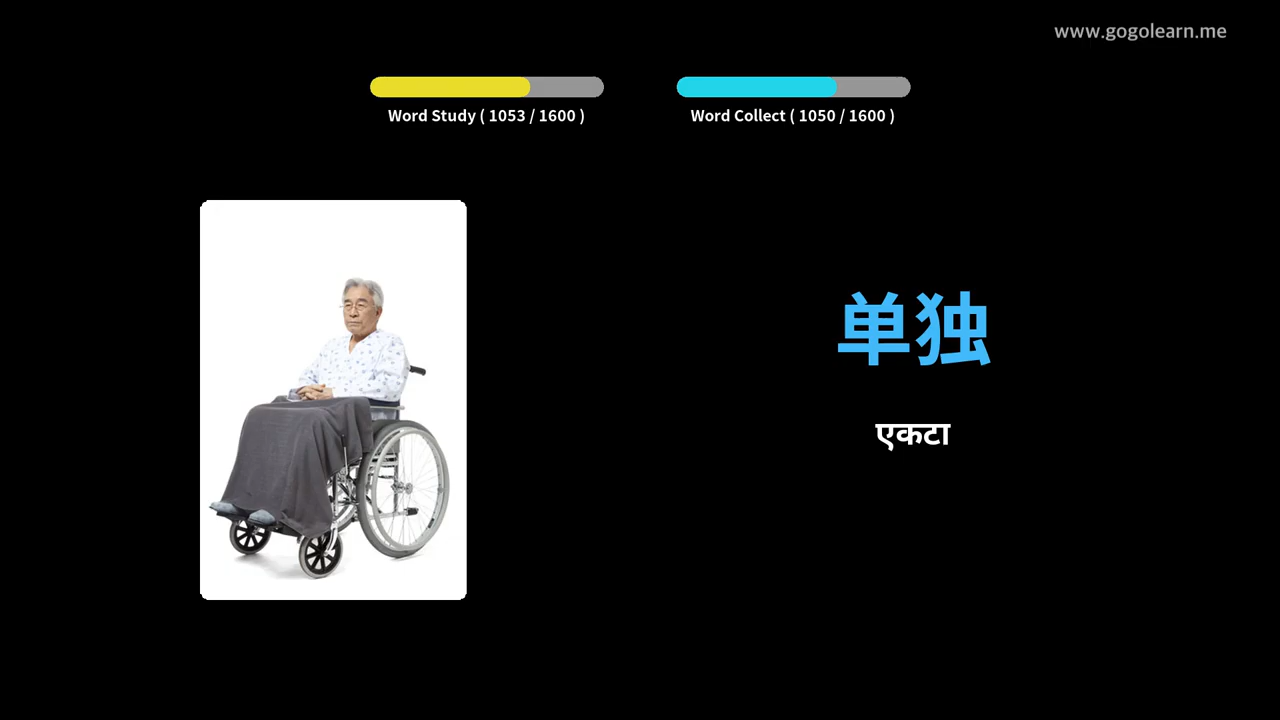 www.gogolearn.me
Word Study ( 1053 / 1600 )
Word Collect ( 1050 / 1600 )
单独
एकटा